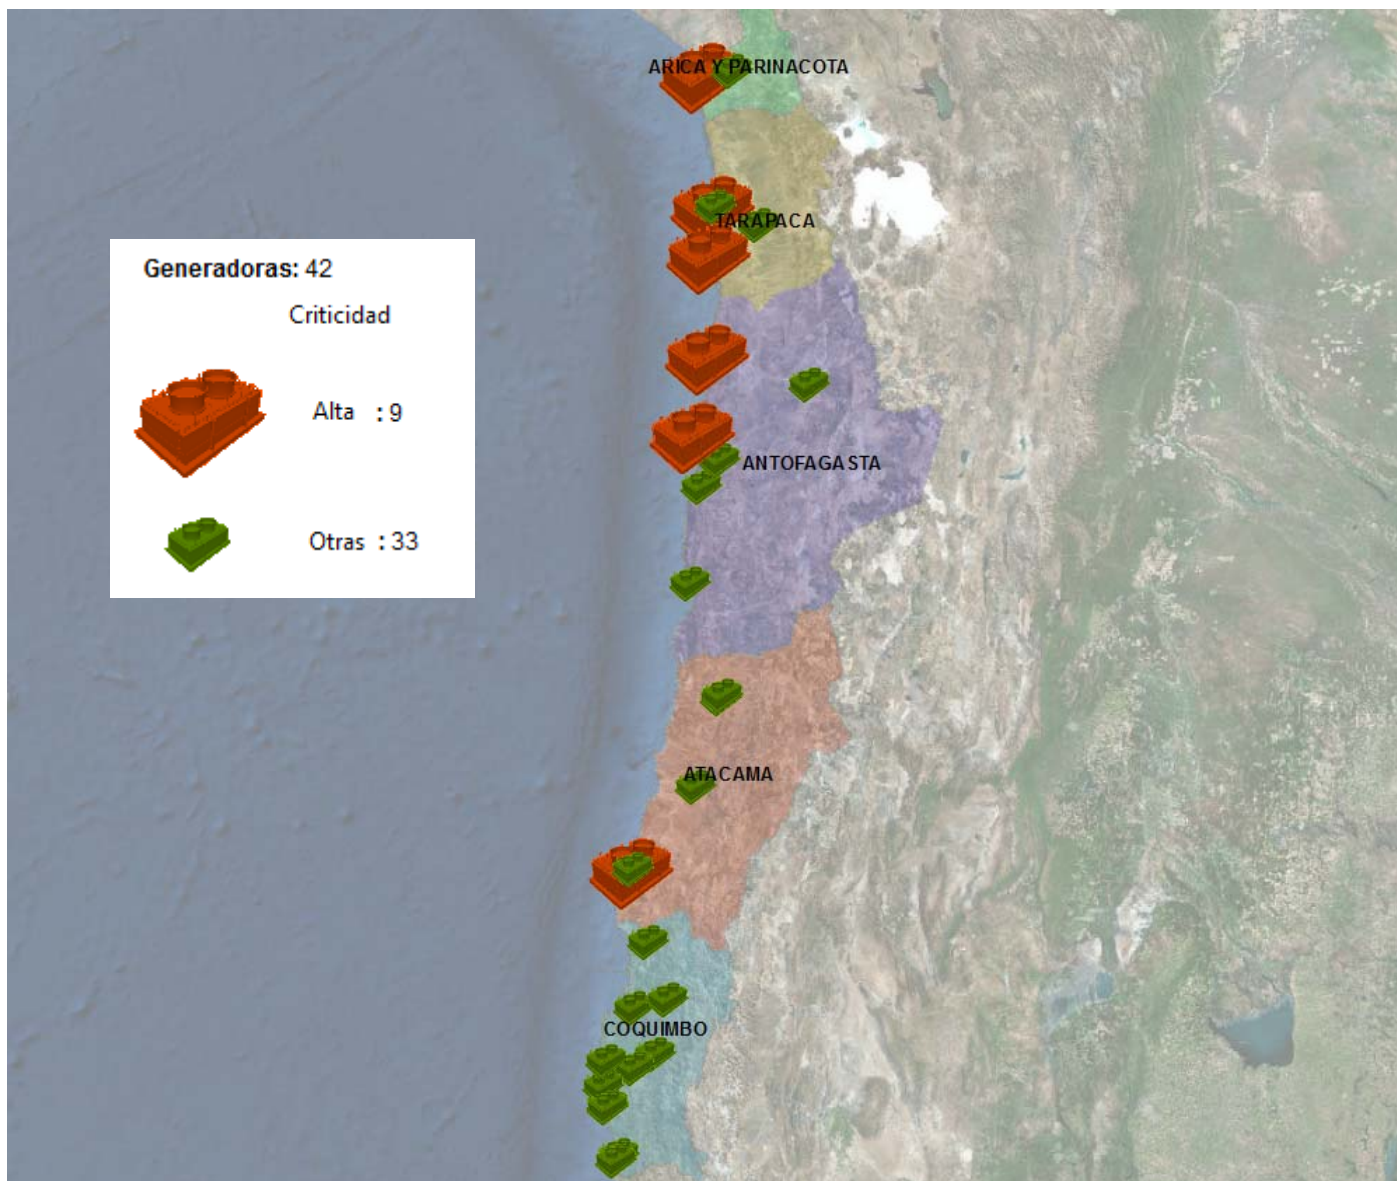 ARICA Y PARINACOTA
TARAPACA
Generadoras: 42
Criticidad
Alta : 9
Otras : 33
ANTOFAGASTA
ATACAMA
COQUIMBO